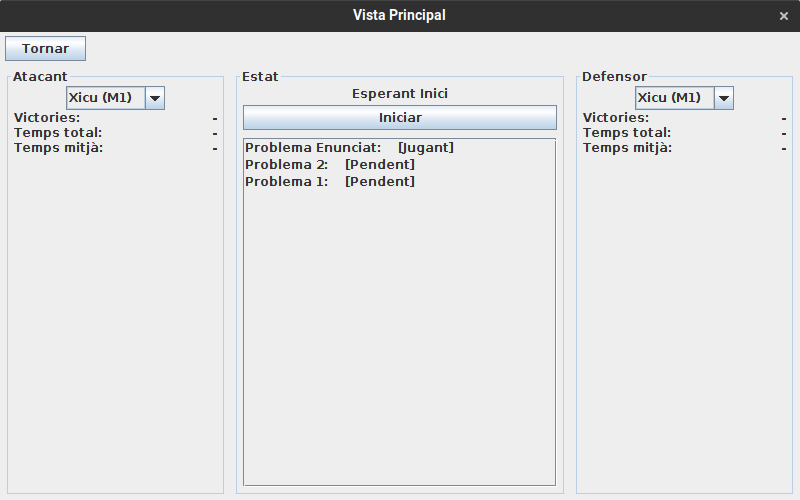 Vista Principal
Tornar
Atacant
Xicu (M1)
Victories: -
Temps total: -
Temps mitjà: -
Estat
Esperant Inici
Iniciar
Problema Enunciat: [Jugant]
Problema 2: [Pendent]
Problema 1: [Pendent]
Defensor
Xicu (M1)
Victories: -
Temps total: -
Temps mitjà: -